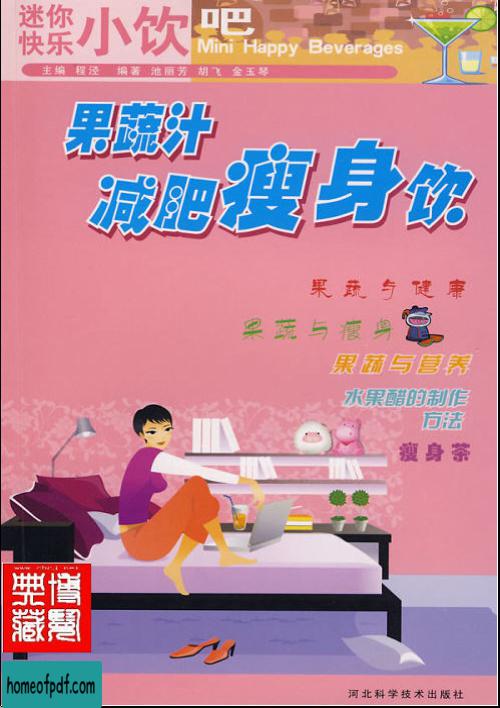 迷你
快乐小饮吧
Mini Happy Beverages
主编 程泾 编著 池丽芳 胡飞 金玉琴
果蔬汁
减肥瘦身饮
果蔬与健康
果蔬与瘦身
果蔬与营养
水果醋的制作
方法
瘦身茶
博览
典藏
homeofpdf.com
河北科学技术出版社